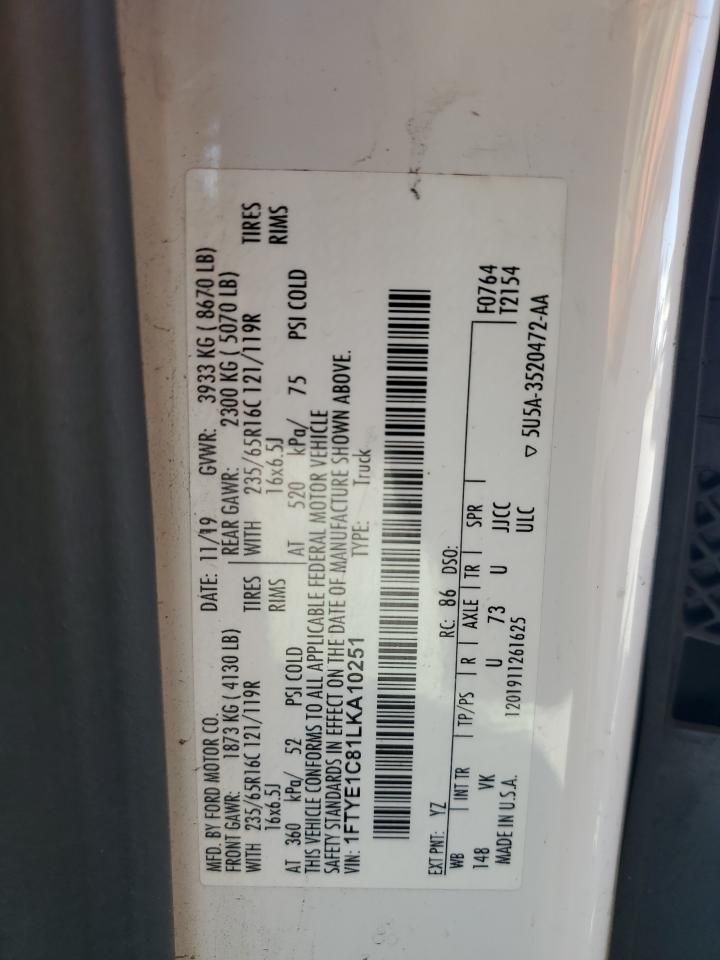 MFD. BY FORD MOTOR CO. DATE: 11/19 GVWR: 3933 KG ( 8670 LB)
FRONT GAWR: 1873 KG ( 4130 LB) REAR GAWR: 2300 KG ( 5070 LB)
WITH 235/65R16C 121/119R TIRES WITH 235/65R16C 121/119R TIRES
16x6.5J RIMS 16x6.5J RIMS
AT 360 kPa/ 52 PSI COLD AT 520 kPa/ 75 PSI COLD
THIS VEHICLE CONFORMS TO ALL APPLICABLE FEDERAL MOTOR VEHICLE
SAFETY STANDARDS IN EFFECT ON THE DATE OF MANUFACTURE SHOWN ABOVE.
VIN: 1FTYE1C81LKA10251 TYPE: Truck
EXT PNT: YZ RC: 86 DSO:
WB INT TR TP/PS R AXLE TR SPR F0764
148 VK U 73 U JJCC T2154
MADE IN U.S.A. 1201911261625 ULC ▽ 5U5A-3520472-AA